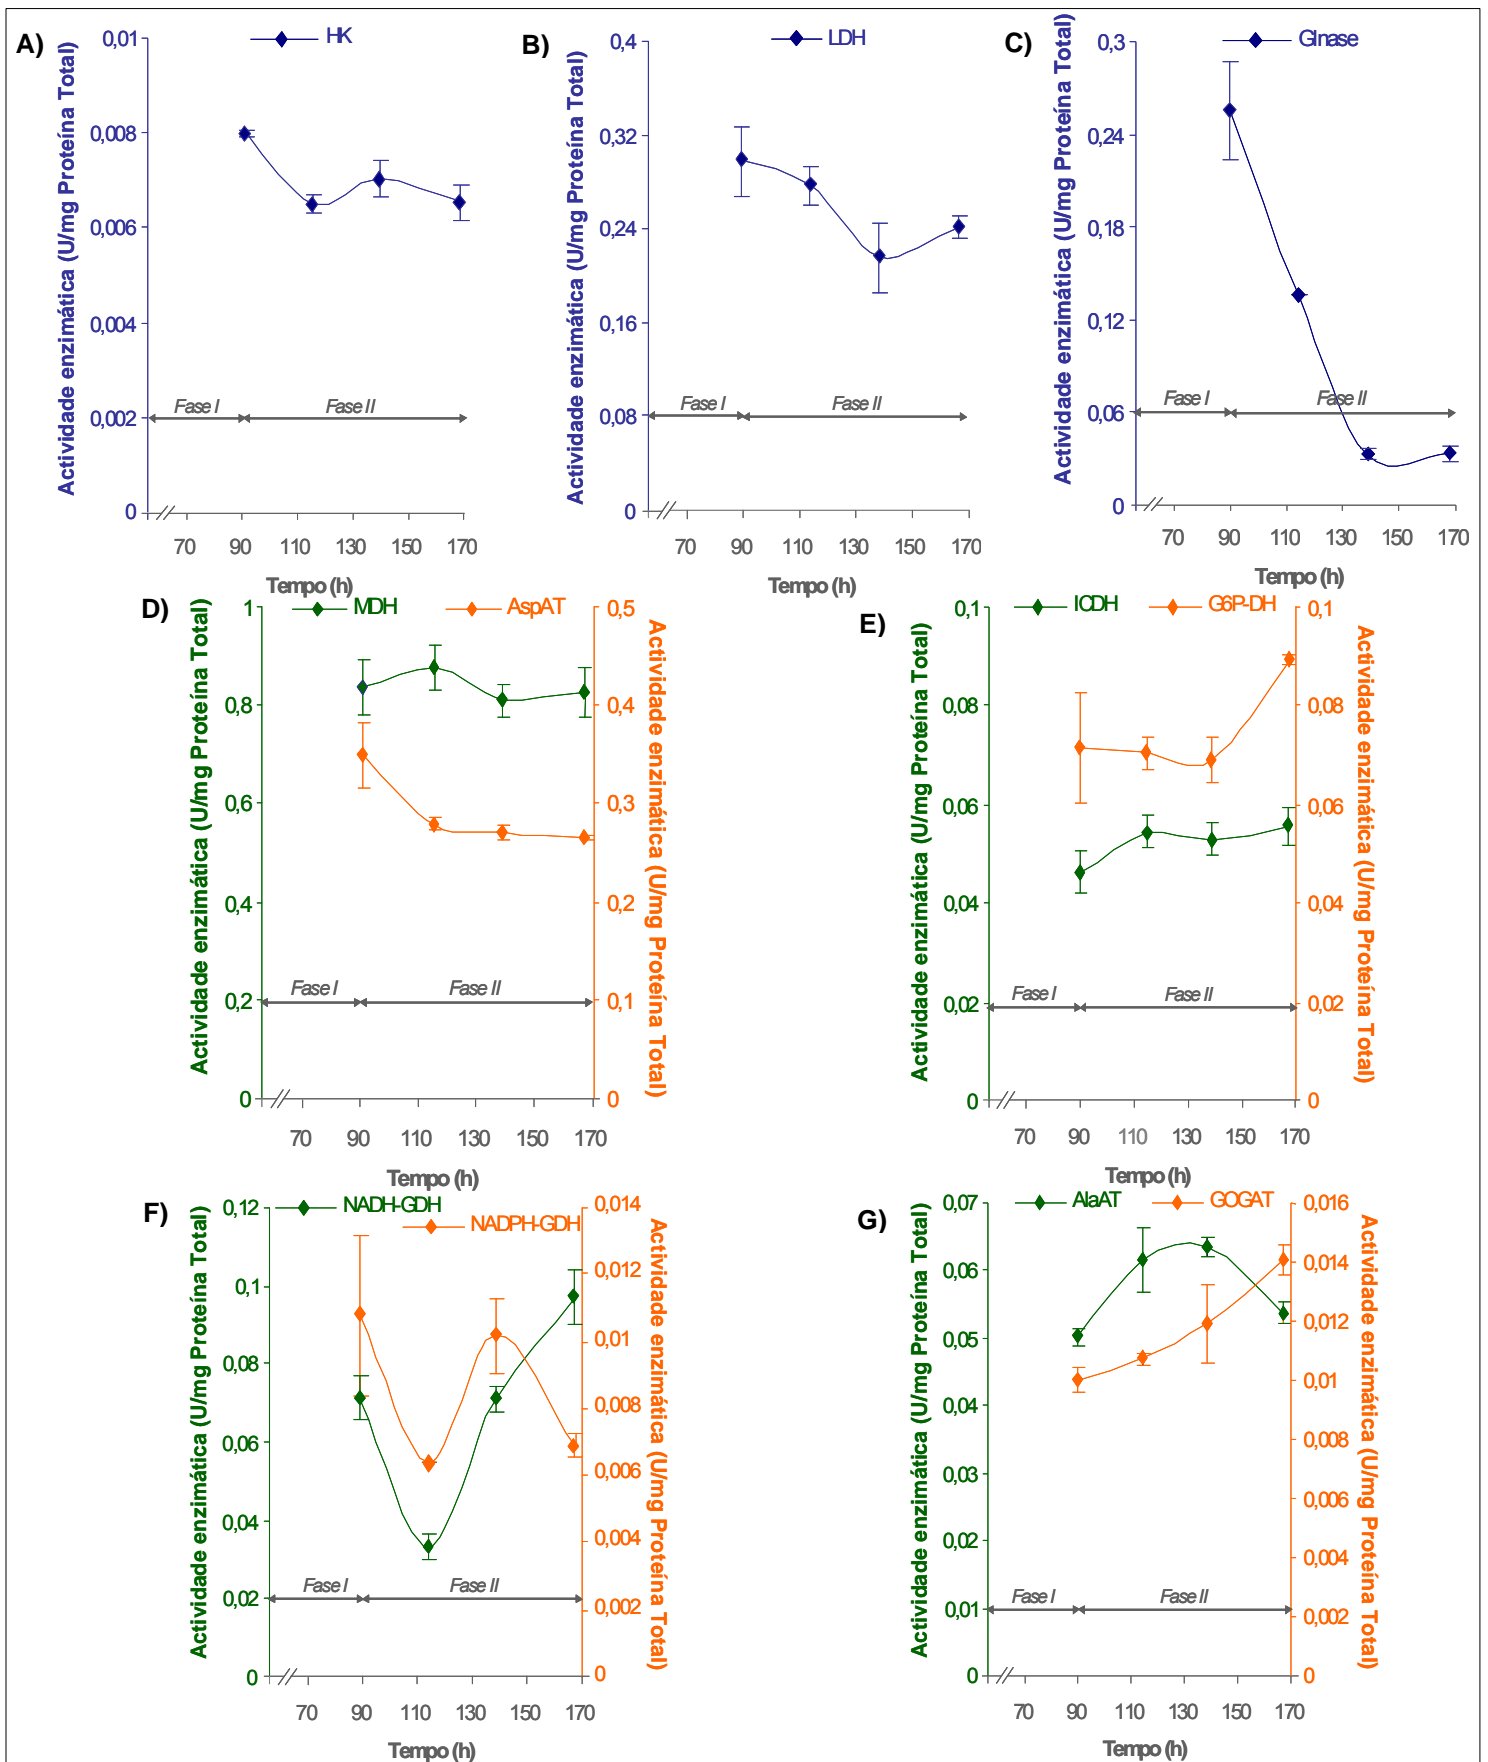 A)
HK
Actividade enzimática (U/mg Proteína Total)
0,01
0,008
0,006
0,004
0,002
0
Fase I
Fase II
70 90 110 130 150 170
Tempo (h)
B)
LDH
Actividade enzimática (U/mg Proteína Total)
0,4
0,32
0,24
0,16
0,08
0
Fase I
Fase II
70 90 110 130 150 170
Tempo (h)
C)
Glnase
Actividade enzimática (U/mg Proteína Total)
0,3
0,24
0,18
0,12
0,06
0
Fase I
Fase II
70 90 110 130 150 170
Tempo (h)
D)
MDH
AspAT
Actividade enzimática (U/mg Proteína Total)
1
0,8
0,6
0,4
0,2
0
Fase I
Fase II
0,5
0,4
0,3
0,2
0,1
0
Actividade enzimática (U/mg Proteína Total)
70 90 110 130 150 170
Tempo (h)
E)
ICDH
G6P-DH
Actividade enzimática (U/mg Proteína Total)
0,1
0,08
0,06
0,04
0,02
0
Fase I
Fase II
0,1
0,08
0,06
0,04
0,02
0
Actividade enzimática (U/mg Proteína Total)
70 90 110 130 150 170
Tempo (h)
F)
NADH-GDH
NADPH-GDH
Actividade enzimática (U/mg Proteína Total)
0,12
0,1
0,08
0,06
0,04
0,02
0
Fase I
Fase II
0,014
0,012
0,01
0,008
0,006
0,004
0,002
0
Actividade enzimática (U/mg Proteína Total)
70 90 110 130 150 170
Tempo (h)
G)
AlaAT
GOGAT
Actividade enzimática (U/mg Proteína Total)
0,07
0,06
0,05
0,04
0,03
0,02
0,01
0
Fase I
Fase II
0,016
0,014
0,012
0,01
0,008
0,006
0,004
0,002
0
Actividade enzimática (U/mg Proteína Total)
70 90 110 130 150 170
Tempo (h)